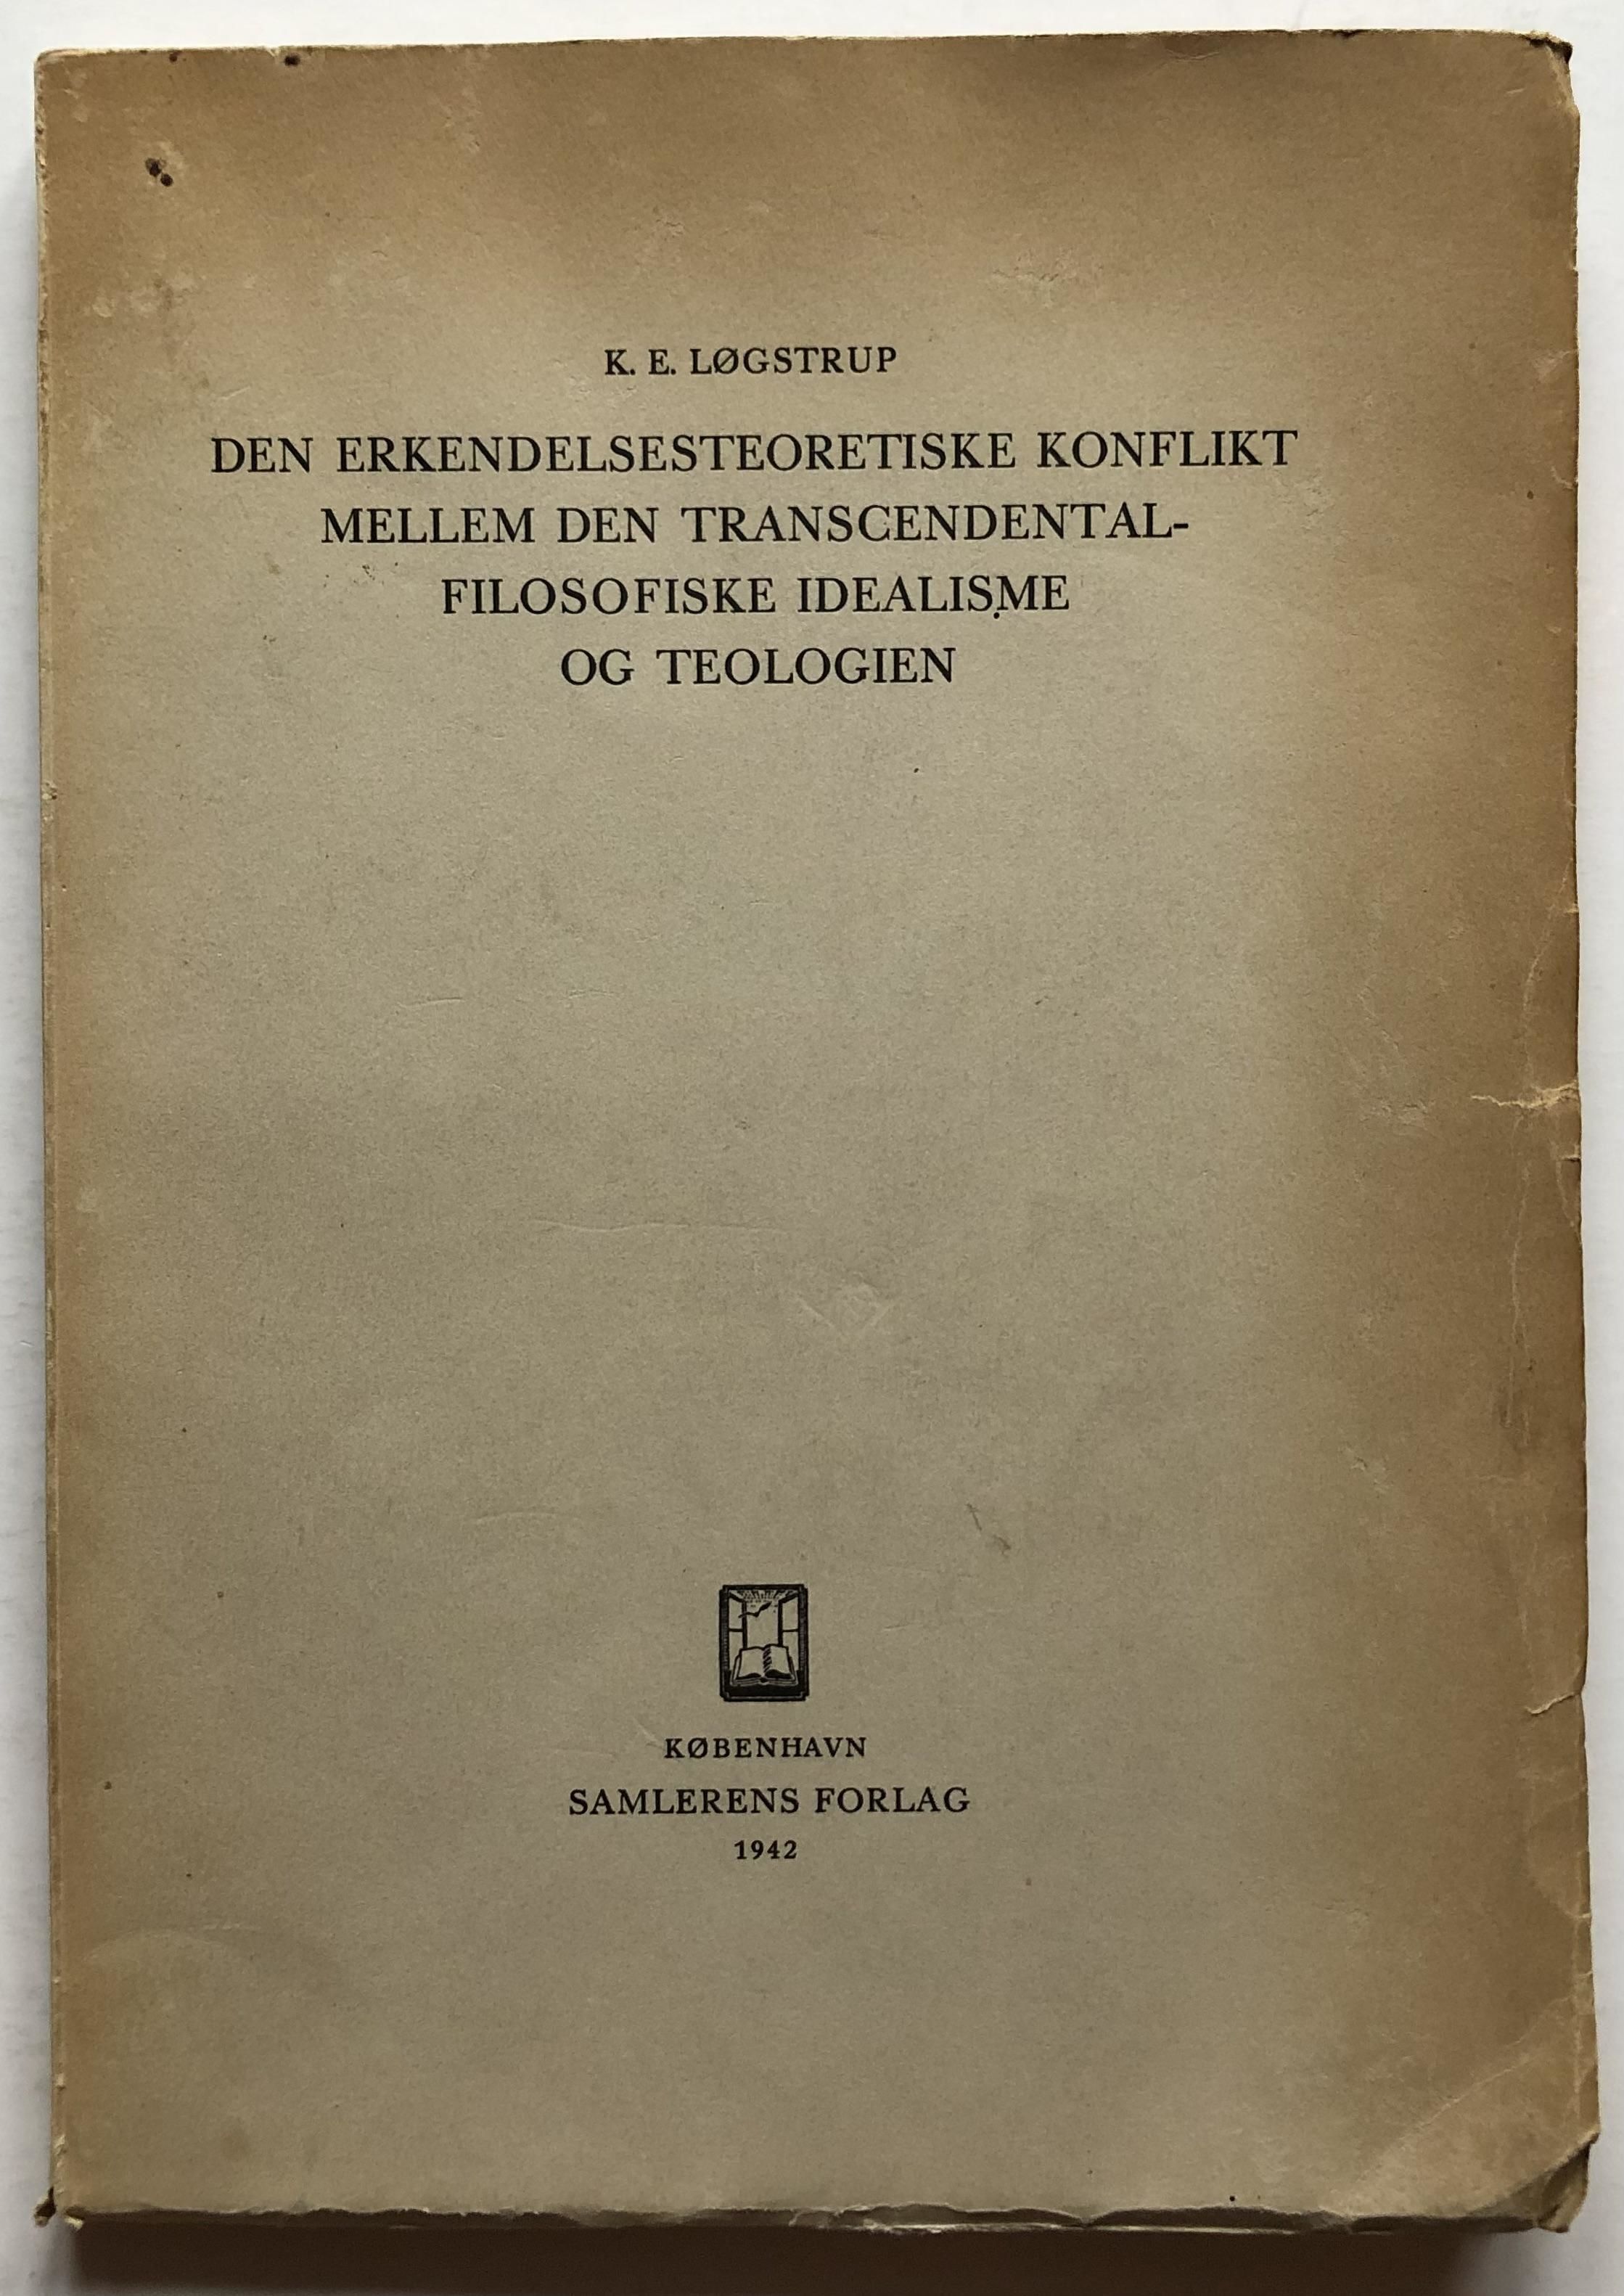 K. E. LØGSTRUP
DEN ERKENDELSESTEORETISKE KONFLIKT
MELLEM DEN TRANSCENDENTAL-
FILOSOFISKE IDEALISME
OG TEOLOGIEN
KØBENHAVN
SAMLERENS FORLAG
1942